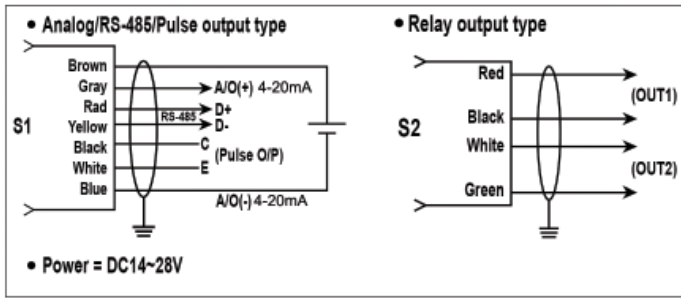 • Analog/RS-485/Pulse output type
Brown
Gray
A/O(+) 4-20mA
Rad
RS-485
D+
S1
Yellow
D-
Black
C
(Pulse O/P)
White
E
Blue
A/O(-) 4-20mA
• Power = DC14~28V
• Relay output type
Red
(OUT1)
Black
S2
White
(OUT2)
Green